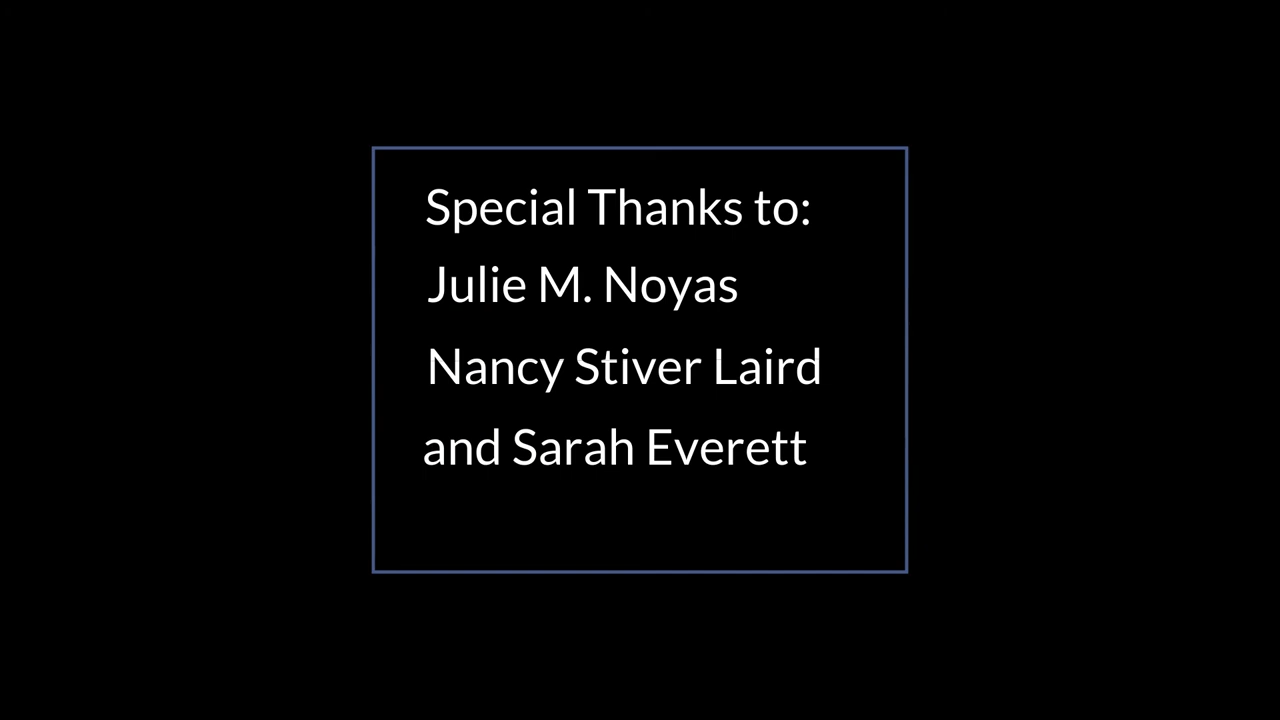 Special Thanks to:
Julie M. Noyas
Nancy Stiver Laird
and Sarah Everett